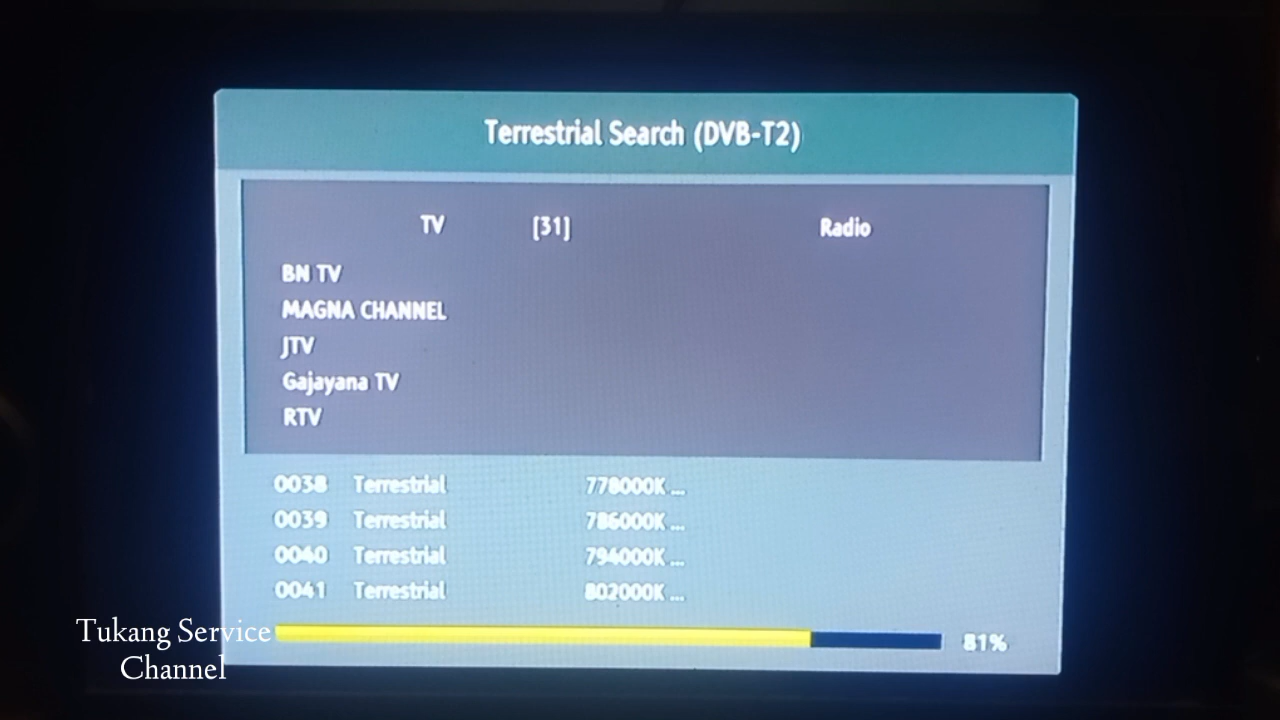 Terrestrial Search (DVB-T2)
TV [31] Radio
BN TV
MAGNA CHANNEL
JTV
Gajayana TV
RTV
0038 Terrestrial 778000K ...
0039 Terrestrial 786000K ...
0040 Terrestrial 794000K ...
0041 Terrestrial 802000K ...
81%
Tukang Service
Channel